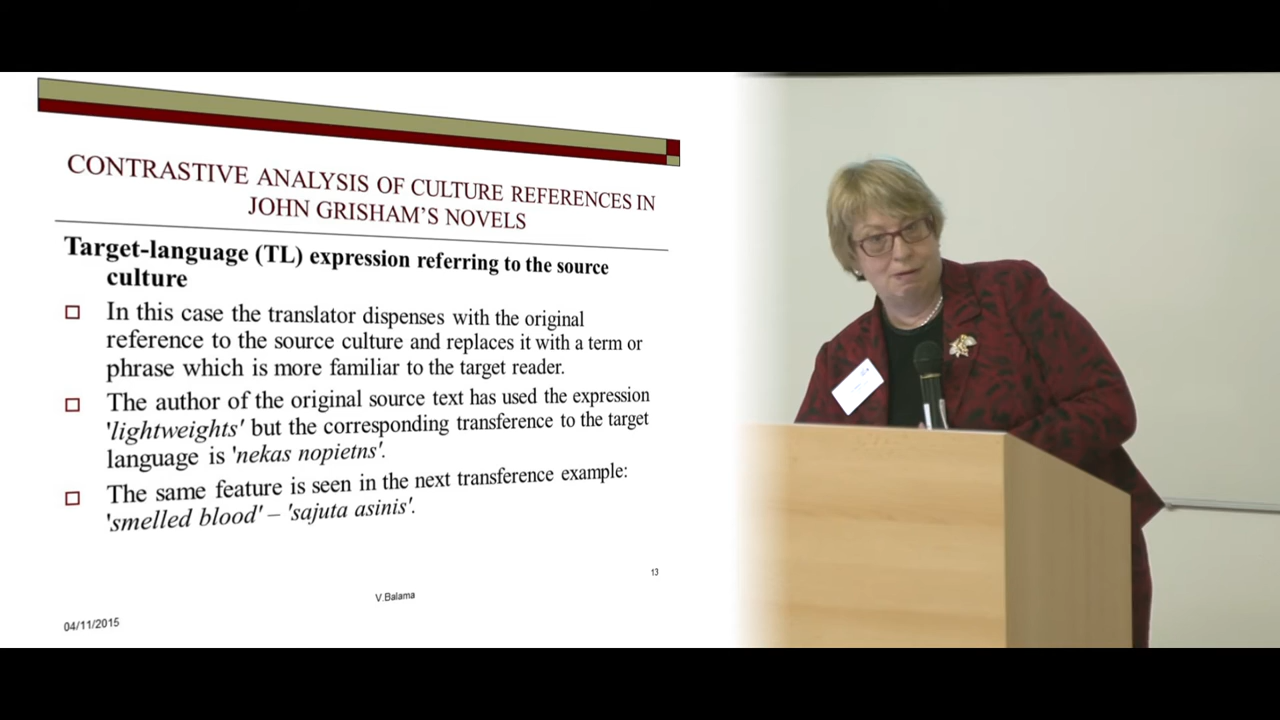 CONTRASTIVE ANALYSIS OF CULTURE REFERENCES IN
JOHN GRISHAM'S NOVELS
Target-language (TL) expression referring to the source
culture
In this case the translator dispenses with the original
reference to the source culture and replaces it with a term or
phrase which is more familiar to the target reader.
The author of the original source text has used the expression
'lightweights' but the corresponding transference to the target
language is 'nekas nopietns'.
The same feature is seen in the next transference example:
'smelled blood' – 'sajuta asinis'.
13
V.Balama
04/11/2015